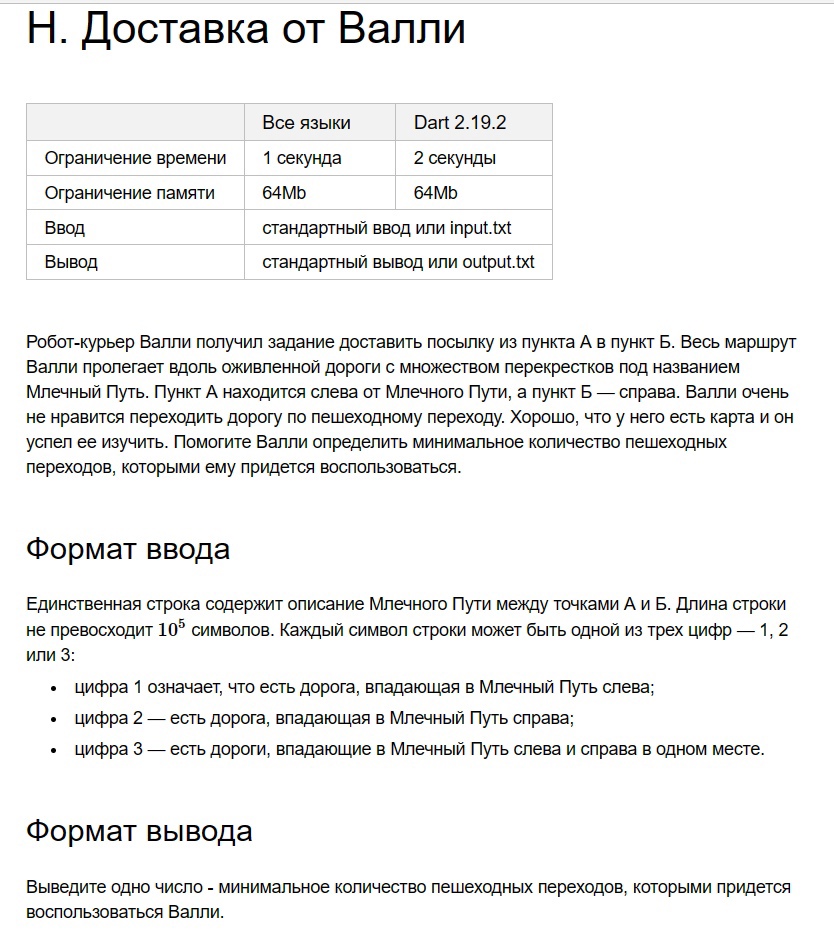 Н. Доставка от Валли
Все языки Dart 2.19.2
Ограничение времени 1 секунда 2 секунды
Ограничение памяти 64Mb 64Mb
Ввод стандартный ввод или input.txt
Вывод стандартный вывод или output.txt
Робот-курьер Валли получил задание доставить посылку из пункта А в пункт Б. Весь маршрут
Валли пролегает вдоль оживленной дороги с множеством перекрестков под названием
Млечный Путь. Пункт А находится слева от Млечного Пути, а пункт Б — справа. Валли очень
не нравится переходить дорогу по пешеходному переходу. Хорошо, что у него есть карта и он
успел ее изучить. Помогите Валли определить минимальное количество пешеходных
переходов, которыми ему придется воспользоваться.
Формат ввода
Единственная строка содержит описание Млечного Пути между точками А и Б. Длина строки
не превосходит 10⁵ символов. Каждый символ строки может быть одной из трех цифр — 1, 2
или 3:
• цифра 1 означает, что есть дорога, впадающая в Млечный Путь слева;
• цифра 2 — есть дорога, впадающая в Млечный Путь справа;
• цифра 3 — есть дороги, впадающие в Млечный Путь слева и справа в одном месте.
Формат вывода
Выведите одно число - минимальное количество пешеходных переходов, которыми придется
воспользоваться Валли.